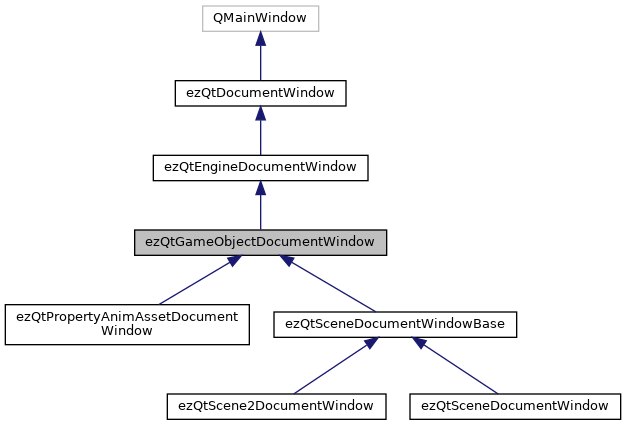 QMainWindow
ezQtDocumentWindow
ezQtEngineDocumentWindow
ezQtGameObjectDocumentWindow
ezQtPropertyAnimAssetDocument
Window
ezQtSceneDocumentWindowBase
ezQtScene2DocumentWindow
ezQtSceneDocumentWindow